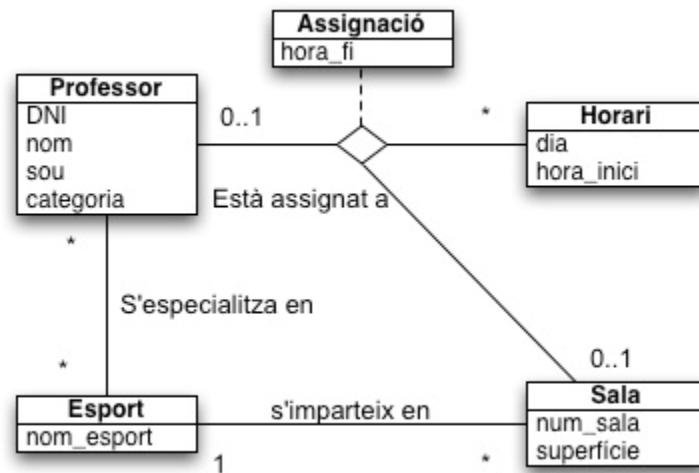 Assignació
hora_fi
Professor
DNI
nom
sou
categoria
0..1
*
Horari
dia
hora_inici
Està assignat a
*
S'especialitza en
*
0..1
Esport
nom_esport
s'imparteix en
1
*
Sala
num_sala
superfície